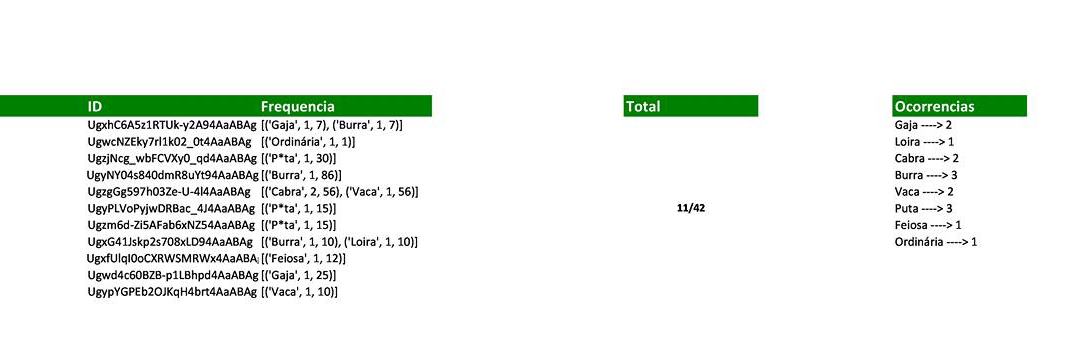 ID Frequencia Total Ocorrencias
UgxhC6A5z1RTUk-y2A94AaABAg [('Gaja', 1, 7), ('Burra', 1, 7)] Gaja ----> 2
UgwcNZEky7rl1k02_0t4AaABAg [('Ordinária', 1, 1)] Loira ----> 1
UgzjNcg_wbFCVXy0_qd4AaABAg [('P*ta', 1, 30)] Cabra ----> 2
UgyNY04s840dmR8uYt94AaABAg [('Burra', 1, 86)] Burra ----> 3
UgzgGg597h03Ze-U-4l4AaABAg [('Cabra', 2, 56), ('Vaca', 1, 56)] Vaca ----> 2
UgyPLVoPyjwDRBac_4J4AaABAg [('P*ta', 1, 15)] 11/42 Puta ----> 3
Ugzm6d-Zi5AFab6xNZ54AaABAg [('P*ta', 1, 15)] Feiosa ----> 1
UgxG41Jskp2s708xLD94AaABAg [('Burra', 1, 10), ('Loira', 1, 10)] Ordinária ----> 1
UgxfUlqI0oCXRWSMRWx4AaABA [('Feiosa', 1, 12)]
Ugwd4c60BZB-p1LBhpd4AaABAg [('Gaja', 1, 25)]
UgypYGPEb2OJKqH4brt4AaABAg [('Vaca', 1, 10)]